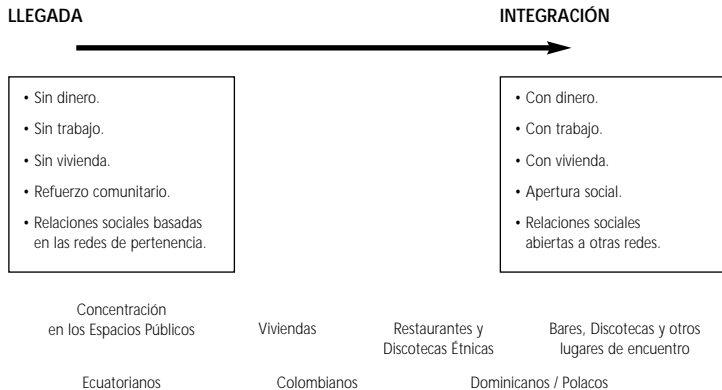 LLEGADA
INTEGRACIÓN
• Sin dinero.
• Sin trabajo.
• Sin vivienda.
• Refuerzo comunitario.
• Relaciones sociales basadas
en las redes de pertenencia.
• Con dinero.
• Con trabajo.
• Con vivienda.
• Apertura social.
• Relaciones sociales
abiertas a otras redes.
Concentración
en los Espacios Públicos
Viviendas
Restaurantes y
Discotecas Étnicas
Bares, Discotecas y otros
lugares de encuentro
Ecuatorianos
Colombianos
Dominicanos / Polacos